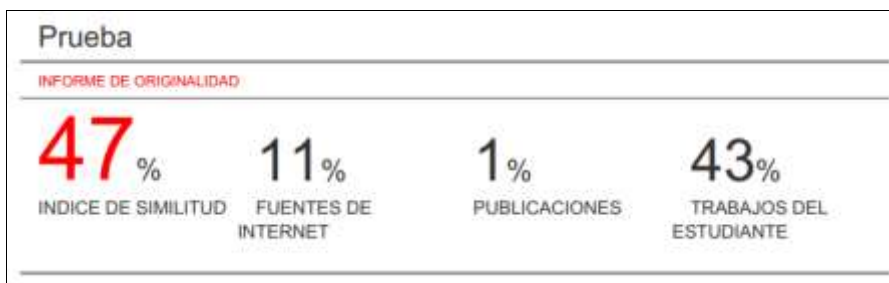 Prueba
INFORME DE ORIGINALIDAD
47% 11% 1% 43%
INDICE DE SIMILITUD FUENTES DE PUBLICACIONES TRABAJOS DEL
INTERNET ESTUDIANTE